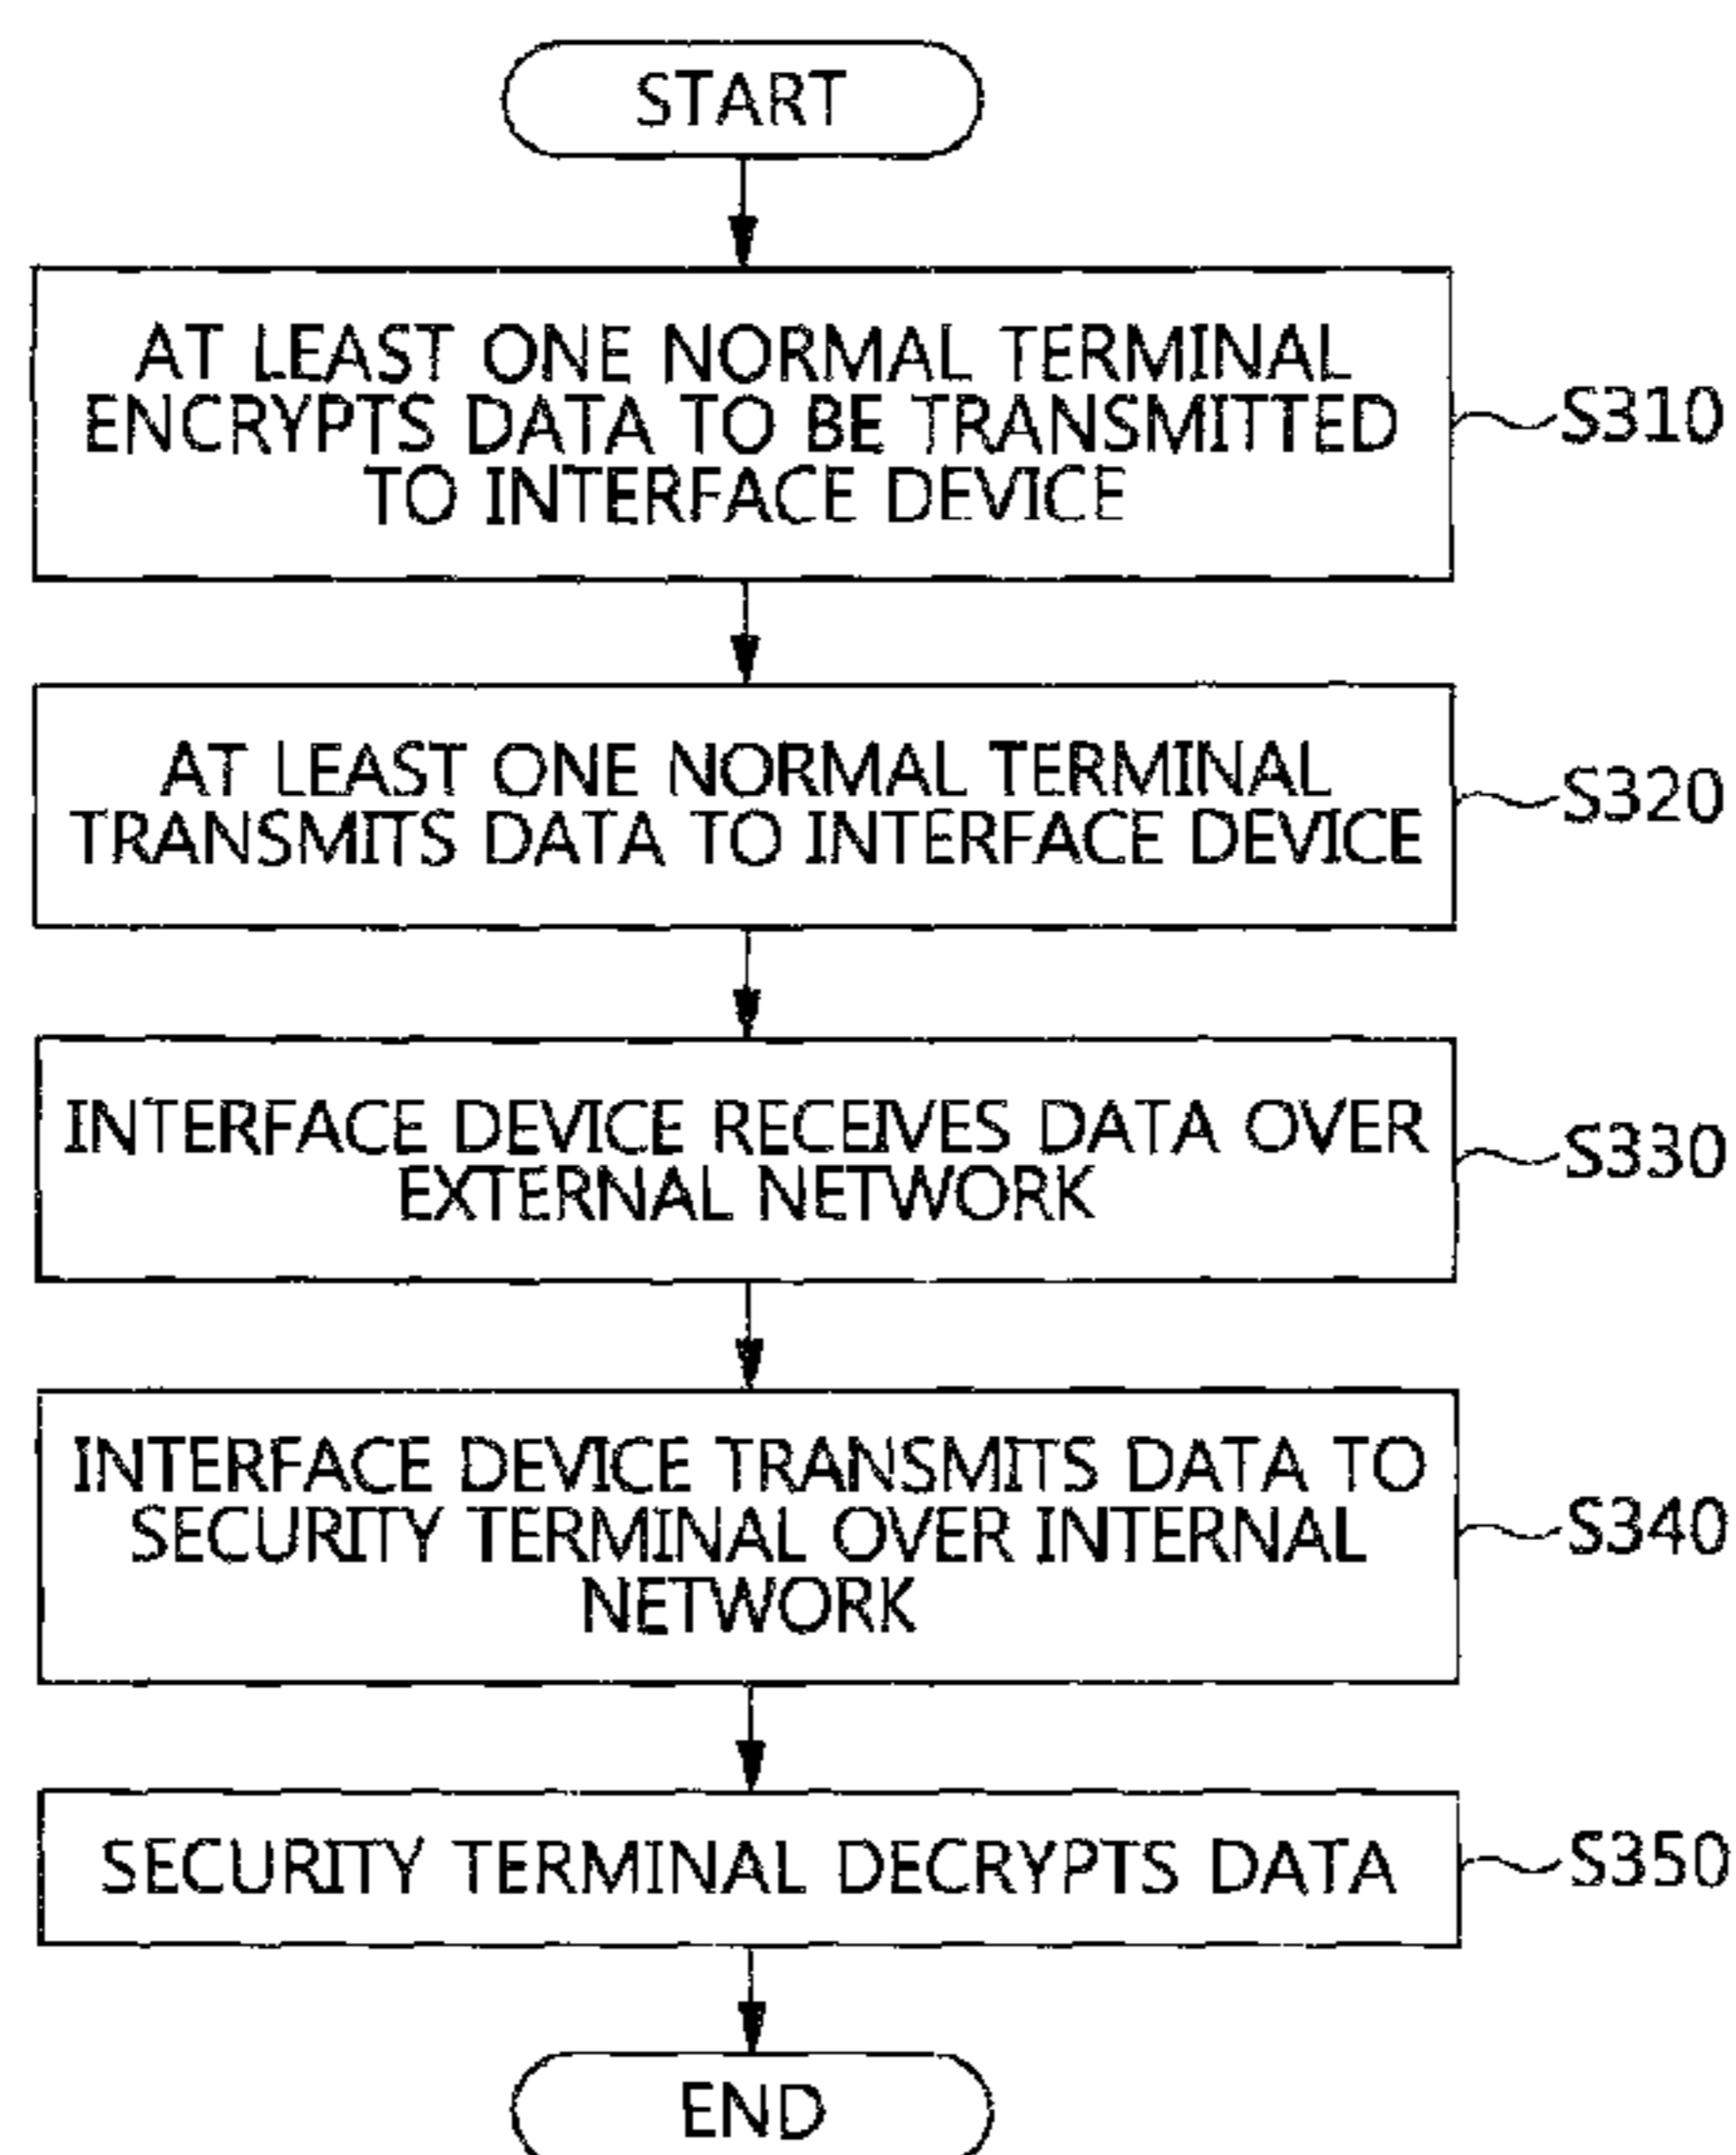 START
AT LEAST ONE NORMAL TERMINAL
ENCRYPTS DATA TO BE TRANSMITTED
TO INTERFACE DEVICE
S310
AT LEAST ONE NORMAL TERMINAL
TRANSMITS DATA TO INTERFACE DEVICE
S320
INTERFACE DEVICE RECEIVES DATA OVER
EXTERNAL NETWORK
S330
INTERFACE DEVICE TRANSMITS DATA TO
SECURITY TERMINAL OVER INTERNAL
NETWORK
S340
SECURITY TERMINAL DECRYPTS DATA
S350
END